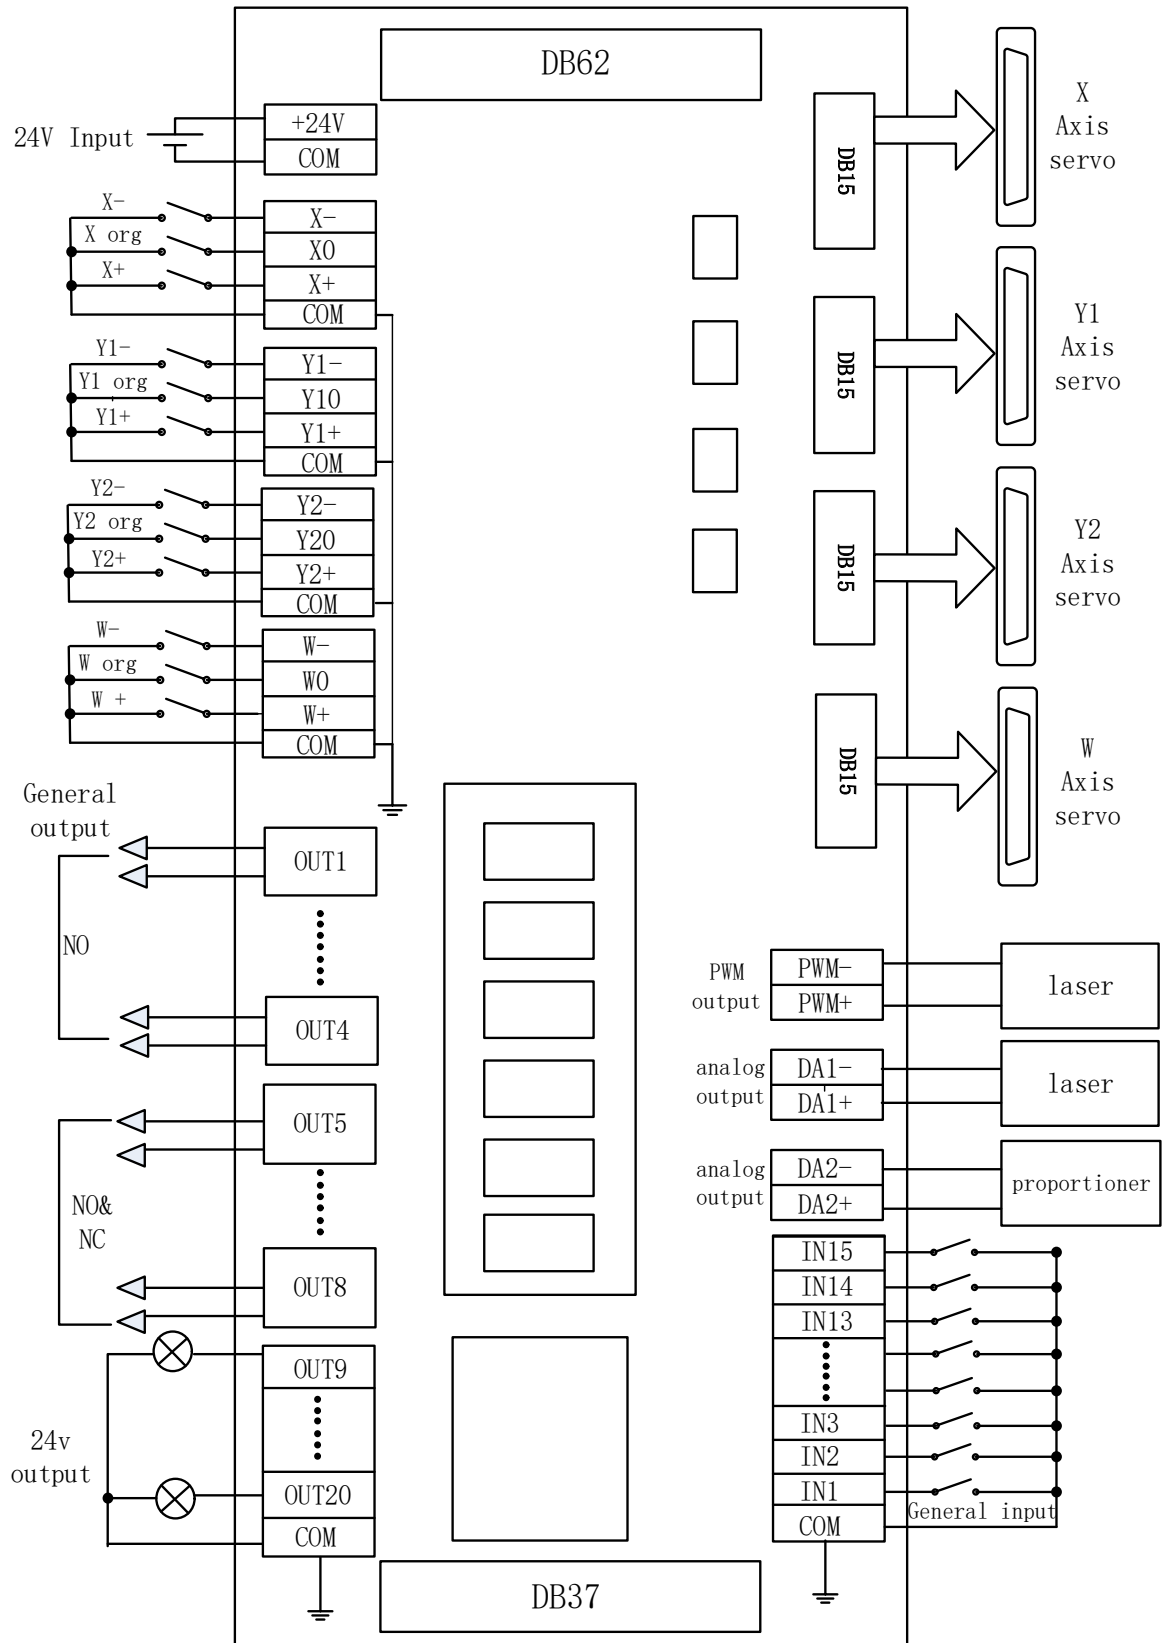 DB62
24V Input
+24V
COM
X-
X org
X+
X-
X0
X+
COM
Y1-
Y1 org
Y1+
Y1-
Y10
Y1+
COM
Y2-
Y2 org
Y2+
Y2-
Y20
Y2+
COM
W-
W org
W +
W-
W0
W+
COM
General
output
NO
OUT1
OUT4
NO&
NC
OUT5
OUT8
24v
output
OUT9
OUT20
COM
DB15
X
Axis
servo
DB15
Y1
Axis
servo
DB15
Y2
Axis
servo
DB15
W
Axis
servo
PWM
output
PWM-
PWM+
laser
analog
output
DA1-
DA1+
laser
analog
output
DA2-
DA2+
proportioner
IN15
IN14
IN13
IN3
IN2
IN1
COM
General input
DB37